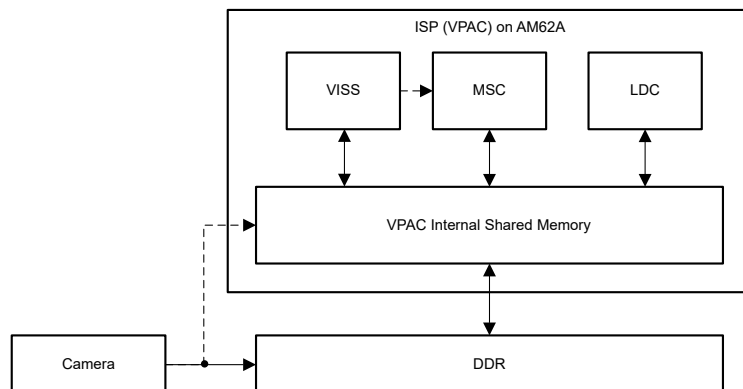 ISP (VPAC) on AM62A
VISS
MSC
LDC
VPAC Internal Shared Memory
Camera
DDR